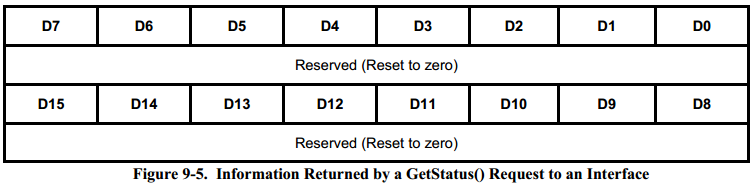 D7 D6 D5 D4 D3 D2 D1 D0
Reserved (Reset to zero)
D15 D14 D13 D12 D11 D10 D9 D8
Reserved (Reset to zero)
Figure 9-5. Information Returned by a GetStatus() Request to an Interface